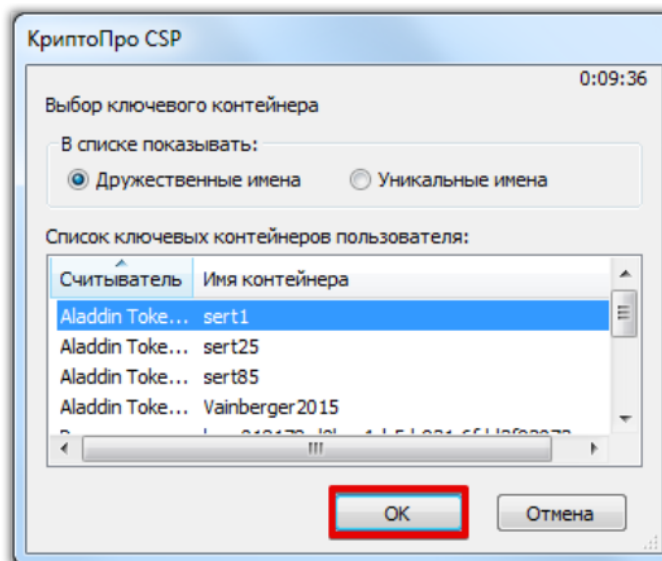 КриптоПро CSP
0:09:36
Выбор ключевого контейнера
В списке показывать:
Дружественные имена Уникальные имена
Список ключевых контейнеров пользователя:
Считыватель Имя контейнера
Aladdin Toke... sert1
Aladdin Toke... sert25
Aladdin Toke... sert85
Aladdin Toke... Vainberger2015
OK Отмена